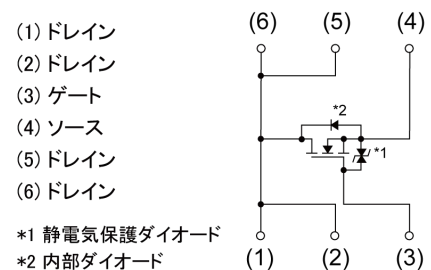 (1) ドレイン
(2) ドレイン
(3) ゲート
(4) ソース
(5) ドレイン
(6) ドレイン
*1 静電気保護ダイオード
*2 内部ダイオード
(6) (5) (4)
*2
*1
(1) (2) (3)